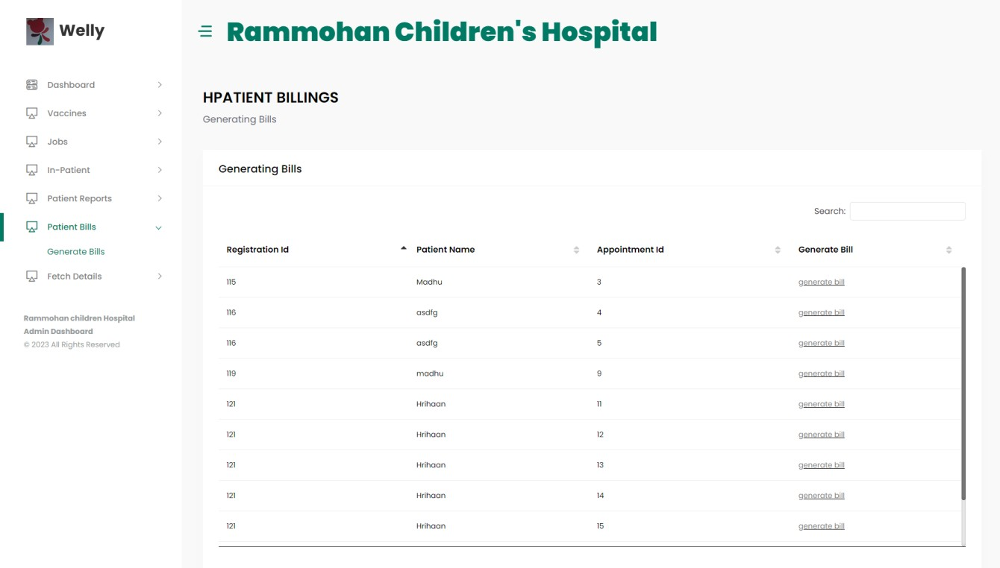 Welly
Rammohan Children's Hospital
Dashboard
Vaccines
Jobs
In-Patient
Patient Reports
Patient Bills
Generate Bills
Fetch Details
Rammohan children Hospital
Admin Dashboard
© 2023 All Rights Reserved
HPATIENT BILLINGS
Generating Bills
Generating Bills
Search:
Registration Id Patient Name Appointment Id Generate Bill
115 Madhu 3 generate bill
116 asdfg 4 generate bill
116 asdfg 5 generate bill
119 madhu 9 generate bill
121 Hrihaan 11 generate bill
121 Hrihaan 12 generate bill
121 Hrihaan 13 generate bill
121 Hrihaan 14 generate bill
121 Hrihaan 15 generate bill